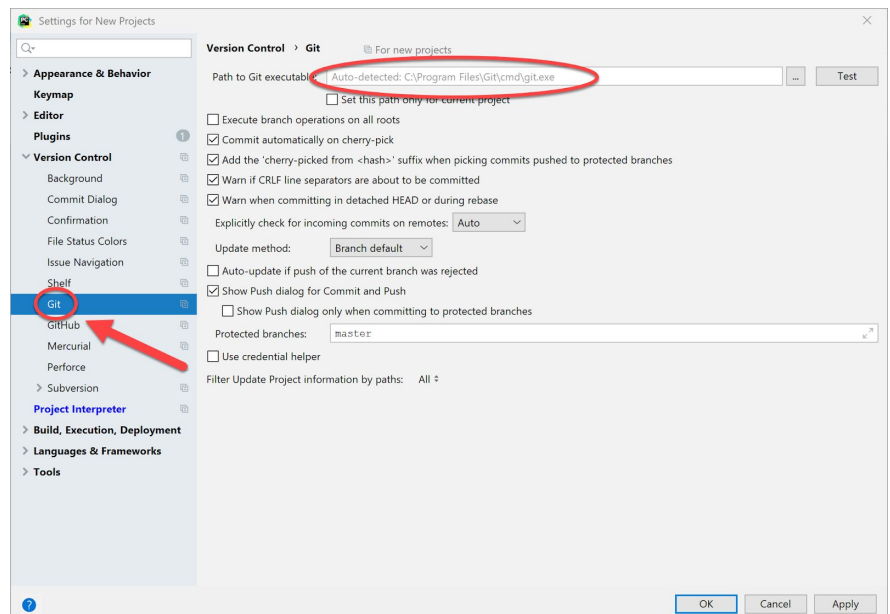 Settings for New Projects
Appearance & Behavior
Keymap
Editor
Plugins 1
Version Control
Background
Commit Dialog
Confirmation
File Status Colors
Issue Navigation
Shelf
Git
GitHub
Mercurial
Perforce
Subversion
Project Interpreter
Build, Execution, Deployment
Languages & Frameworks
Tools
Version Control › Git For new projects
Path to Git executable: Auto-detected: C:\Program Files\Git\cmd\git.exe ... Test
Set this path only for current project
Execute branch operations on all roots
Commit automatically on cherry-pick
Add the 'cherry-picked from <hash>' suffix when picking commits pushed to protected branches
Warn if CRLF line separators are about to be committed
Warn when committing in detached HEAD or during rebase
Explicitly check for incoming commits on remotes: Auto
Update method: Branch default
Auto-update if push of the current branch was rejected
Show Push dialog for Commit and Push
Show Push dialog only when committing to protected branches
Protected branches: master
Use credential helper
Filter Update Project information by paths: All
? OK Cancel Apply